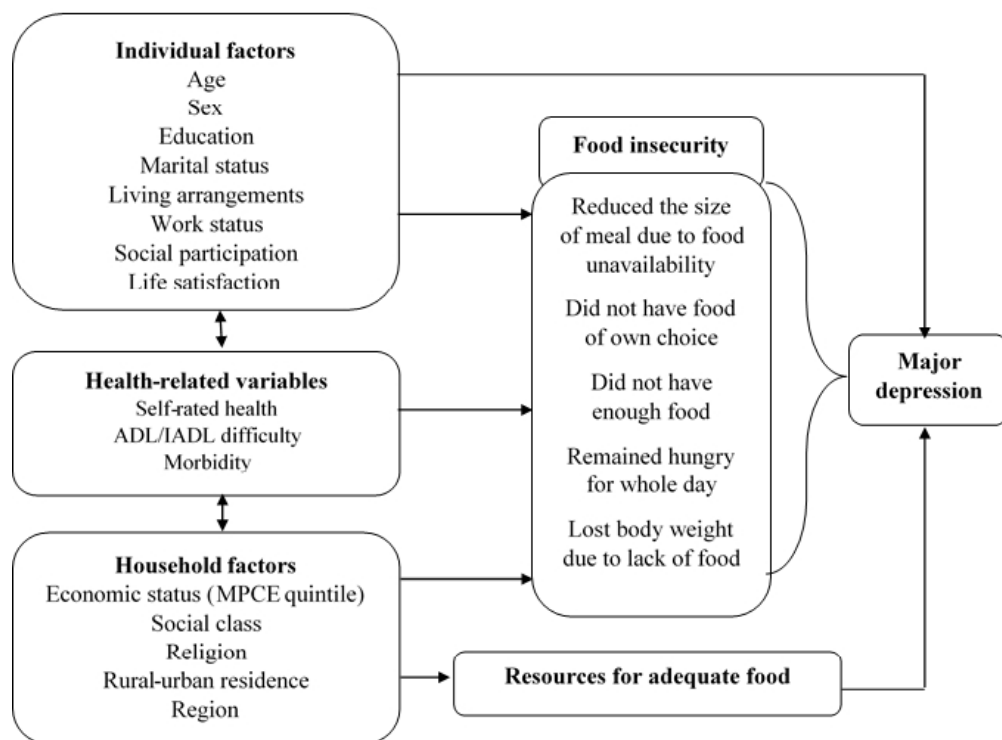 Individual factors
Age
Sex
Education
Marital status
Living arrangements
Work status
Social participation
Life satisfaction
Health-related variables
Self-rated health
ADL/IADL difficulty
Morbidity
Household factors
Economic status (MPCE quintile)
Social class
Religion
Rural-urban residence
Region
Food insecurity
Reduced the size
of meal due to food
unavailability
Did not have food
of own choice
Did not have
enough food
Remained hungry
for whole day
Lost body weight
due to lack of food
Resources for adequate food
Major
depression